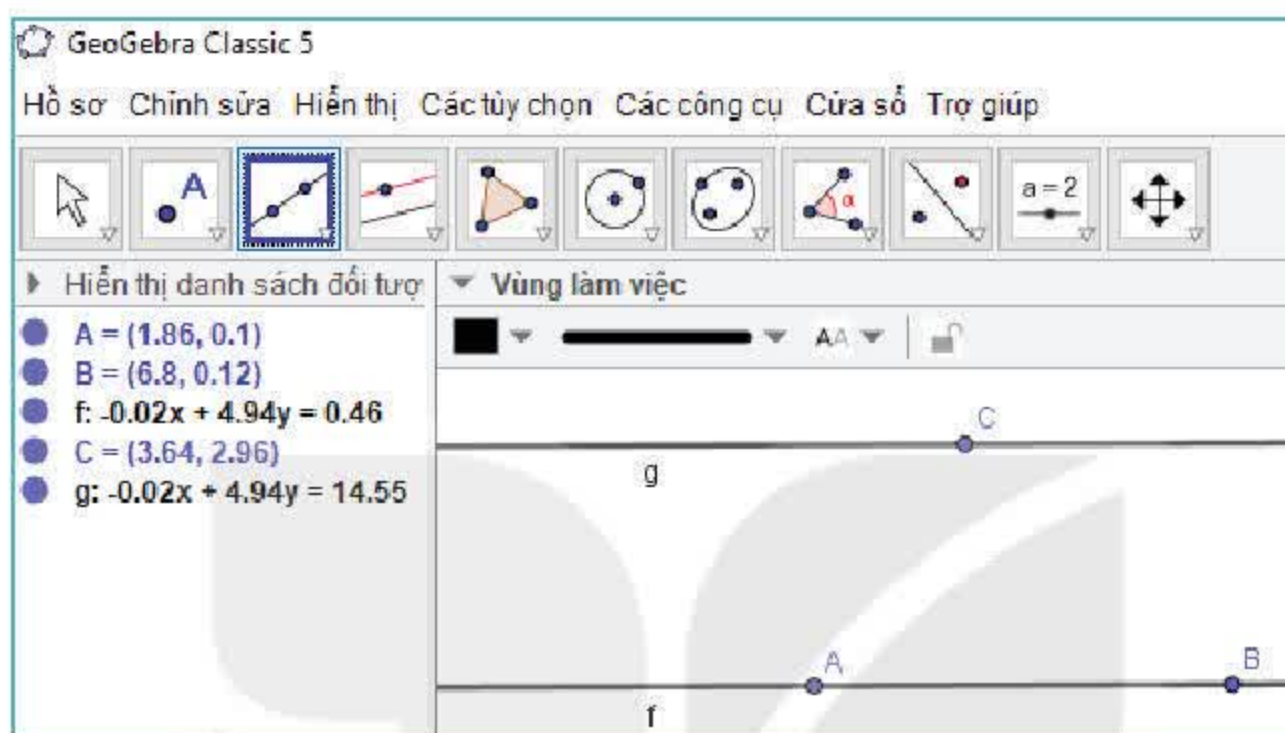 GeoGebra Classic 5
Hồ sơ Chỉnh sửa Hiển thị Các tùy chọn Các công cụ Cửa sổ Trợ giúp
A α a = 2
Hiển thị danh sách đối tượ
Vùng làm việc
A = (1.86, 0.1)
B = (6.8, 0.12)
f: -0.02x + 4.94y = 0.46
C = (3.64, 2.96)
g: -0.02x + 4.94y = 14.55
AA
C
g
A
B
f